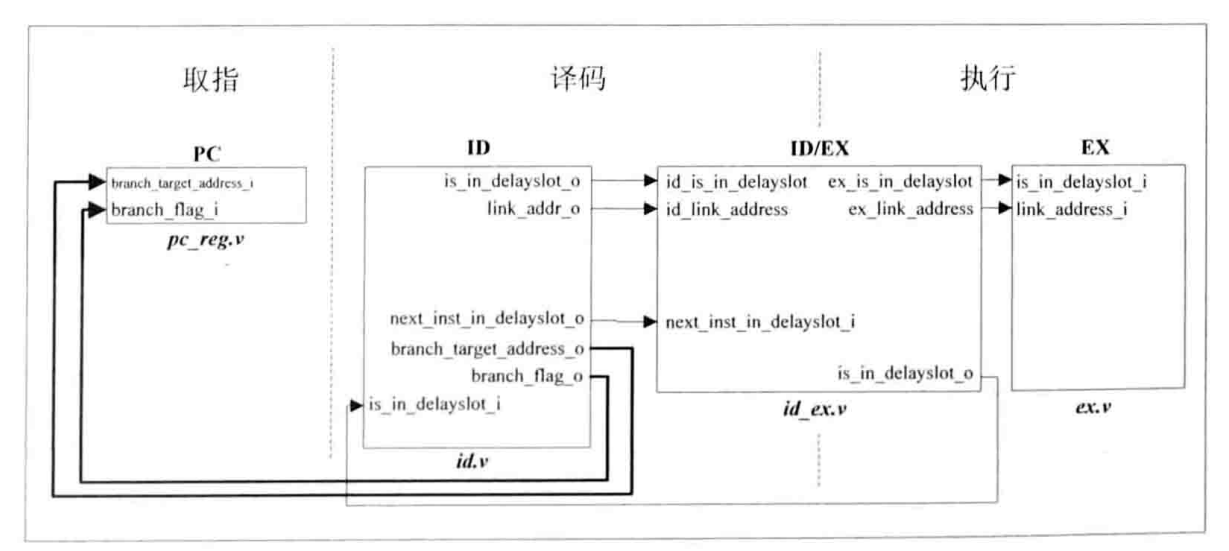 取指 译码 执行
PC ID ID/EX EX
branch_target_address_i is_in_delayslot_o id_is_in_delayslot ex_is_in_delayslot is_in_delayslot_i
branch_flag_i link_addr_o id_link_address ex_link_address link_address_i
pc_reg.v
next_inst_in_delayslot_o next_inst_in_delayslot_i
branch_target_address_o
branch_flag_o is_in_delayslot_o
is_in_delayslot_i
id_ex.v ex.v
id.v